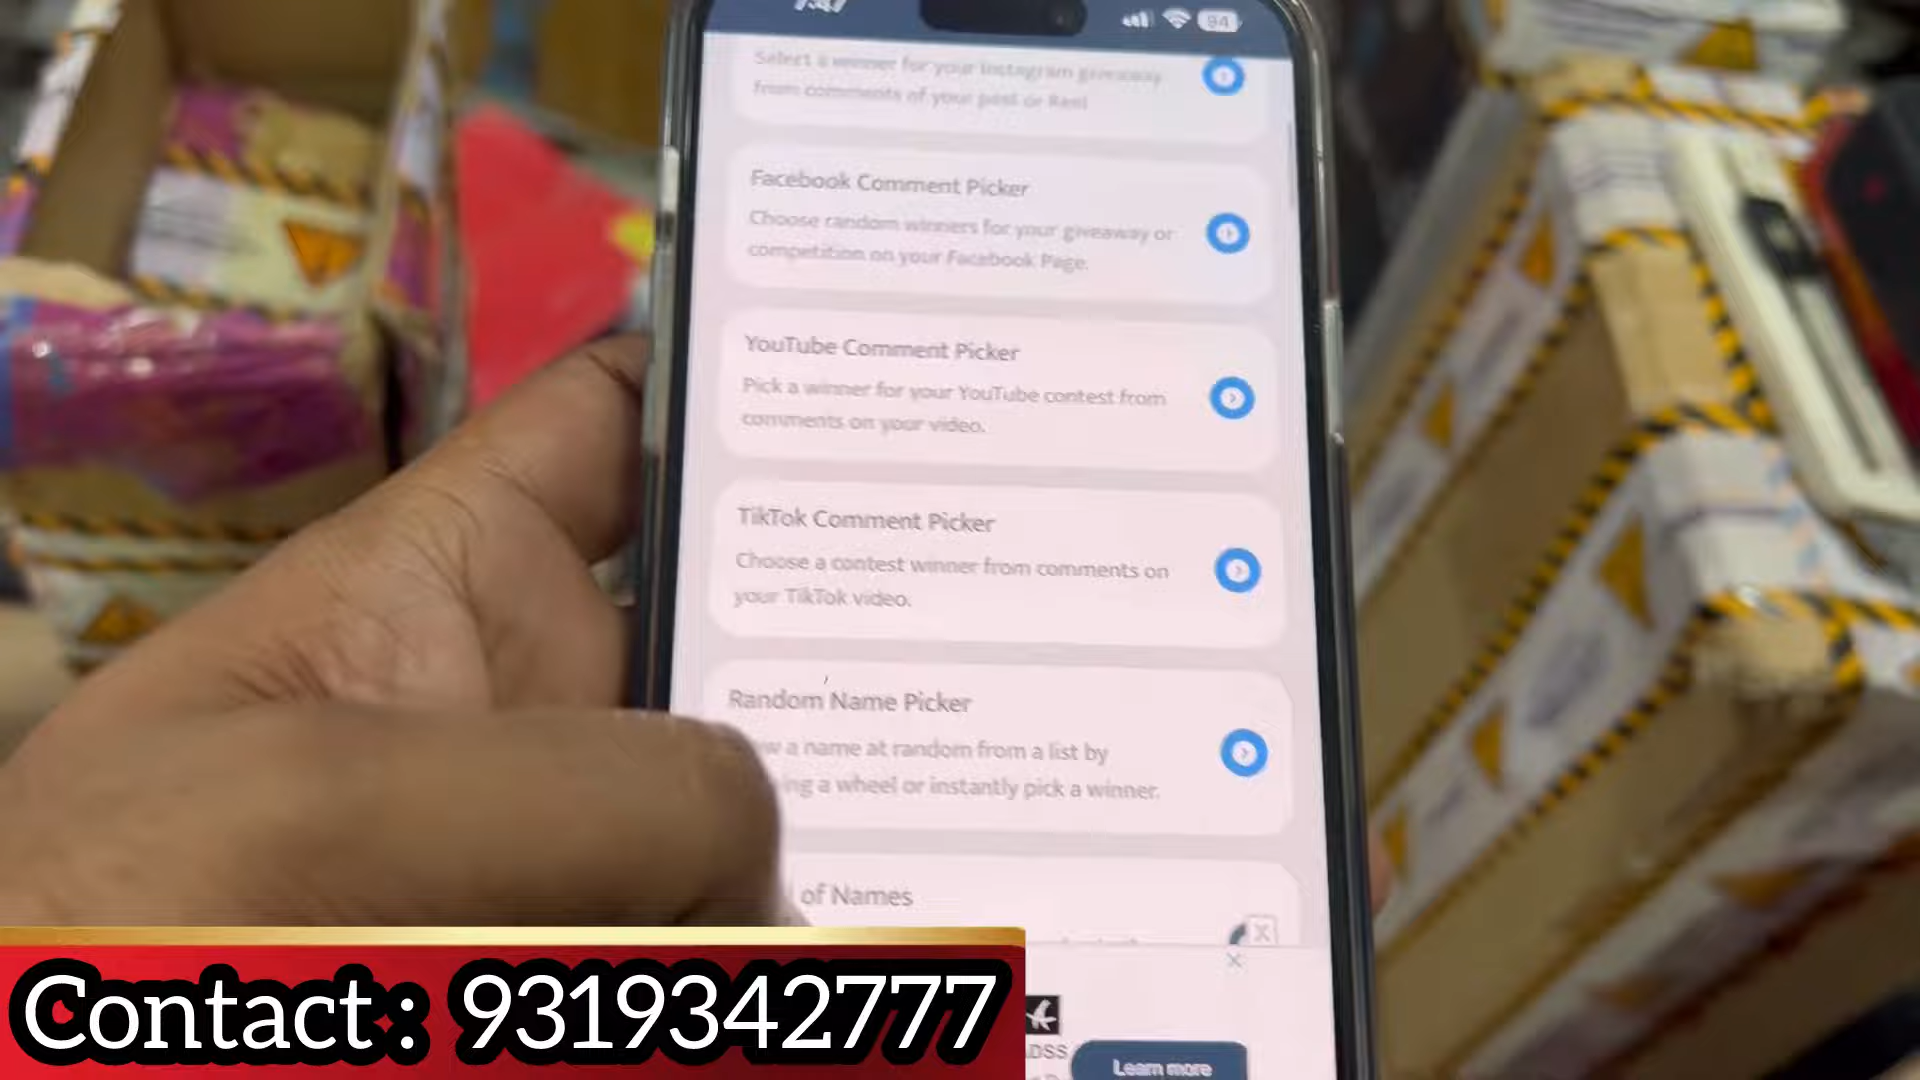 7:47
94
Select a winner for your Instagram giveaway
from comments of your post or Reel
Facebook Comment Picker
Choose random winners for your giveaway or
competition on your Facebook Page.
YouTube Comment Picker
Pick a winner for your YouTube contest from
comments on your video.
TikTok Comment Picker
Choose a contest winner from comments on
your TikTok video.
Random Name Picker
a name at random from a list by
a wheel or instantly pick a winner.
of Names
Learn more
Contact : 9319342777